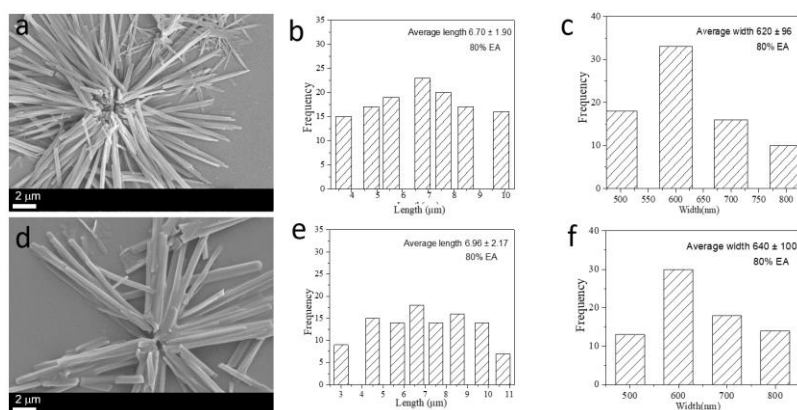 a
2 μm
b
Average length 6.70 ± 1.90
80% EA
Frequency
35
30
25
20
15
10
5
0
4 5 6 7 8 9 10
Length (μm)
c
Average width 620 ± 96
80% EA
Frequency
40
30
20
10
0
500 550 600 650 700 750 800
Width(nm)
d
2 μm
e
Average length 6.96 ± 2.17
80% EA
Frequency
35
30
25
20
15
10
5
0
3 4 5 6 7 8 9 10 11
Length (μm)
f
Average width 640 ± 100
80% EA
Frequency
40
30
20
10
0
500 600 700 800
Width(nm)